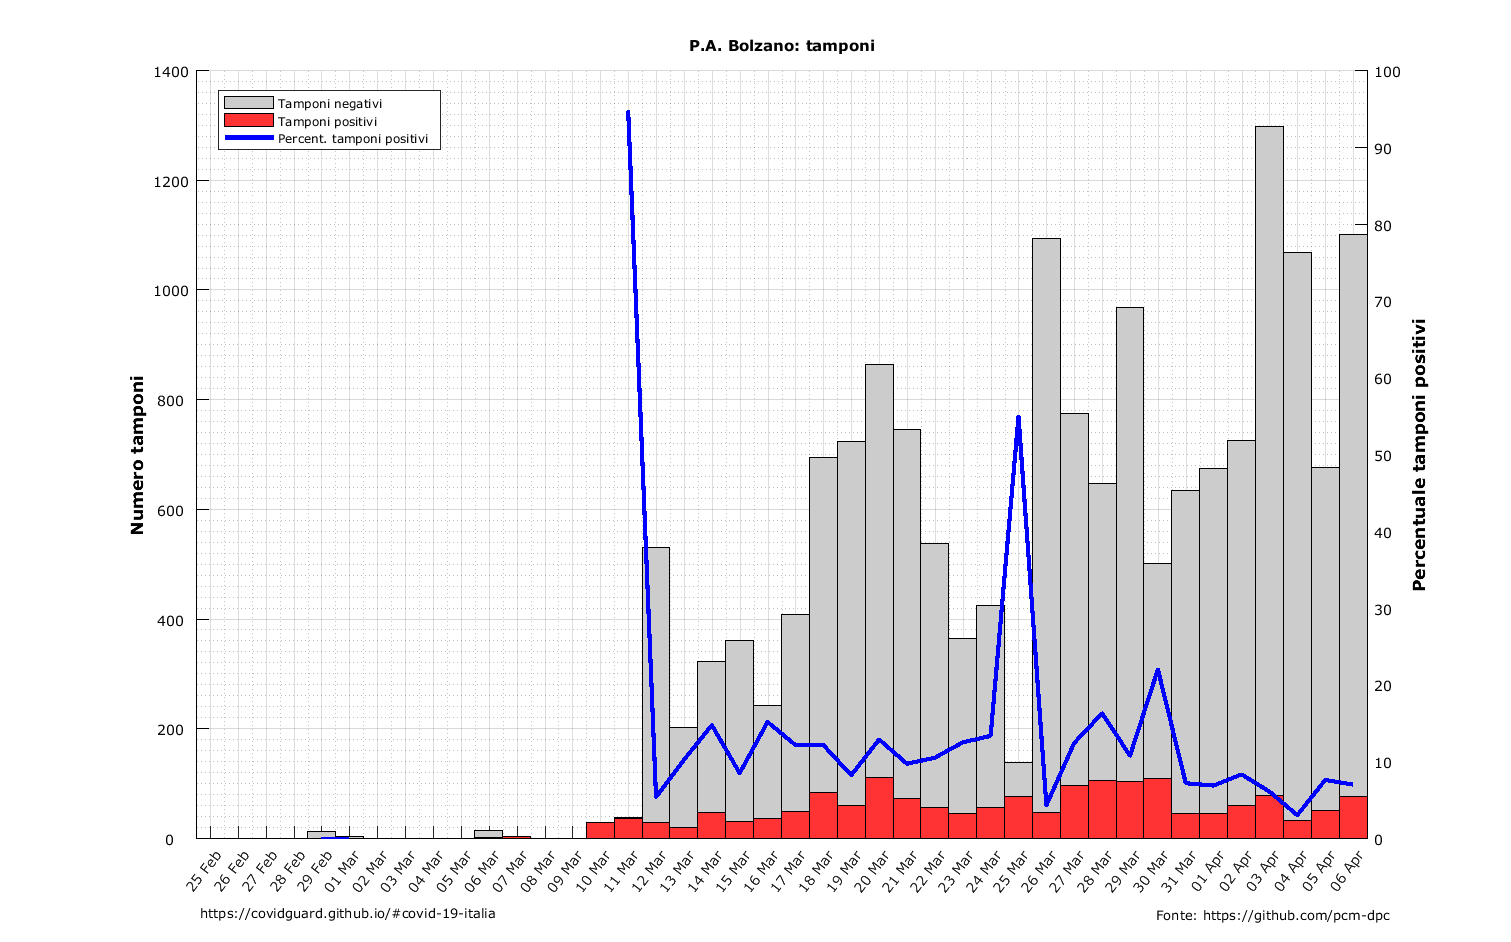 P.A. Bolzano: tamponi
Tamponi negativi
Tamponi positivi
Percent. tamponi positivi
Numero tamponi
1400
1200
1000
800
600
400
200
0
Percentuale tamponi positivi
100
90
80
70
60
50
40
30
20
10
0
25 Feb
26 Feb
27 Feb
28 Feb
29 Feb
01 Mar
02 Mar
03 Mar
04 Mar
05 Mar
06 Mar
07 Mar
08 Mar
09 Mar
10 Mar
11 Mar
12 Mar
13 Mar
14 Mar
15 Mar
16 Mar
17 Mar
18 Mar
19 Mar
20 Mar
21 Mar
22 Mar
23 Mar
24 Mar
25 Mar
26 Mar
27 Mar
28 Mar
29 Mar
30 Mar
31 Mar
01 Apr
02 Apr
03 Apr
04 Apr
05 Apr
06 Apr
https://covidguard.github.io/#covid-19-italia
Fonte: https://github.com/pcm-dpc